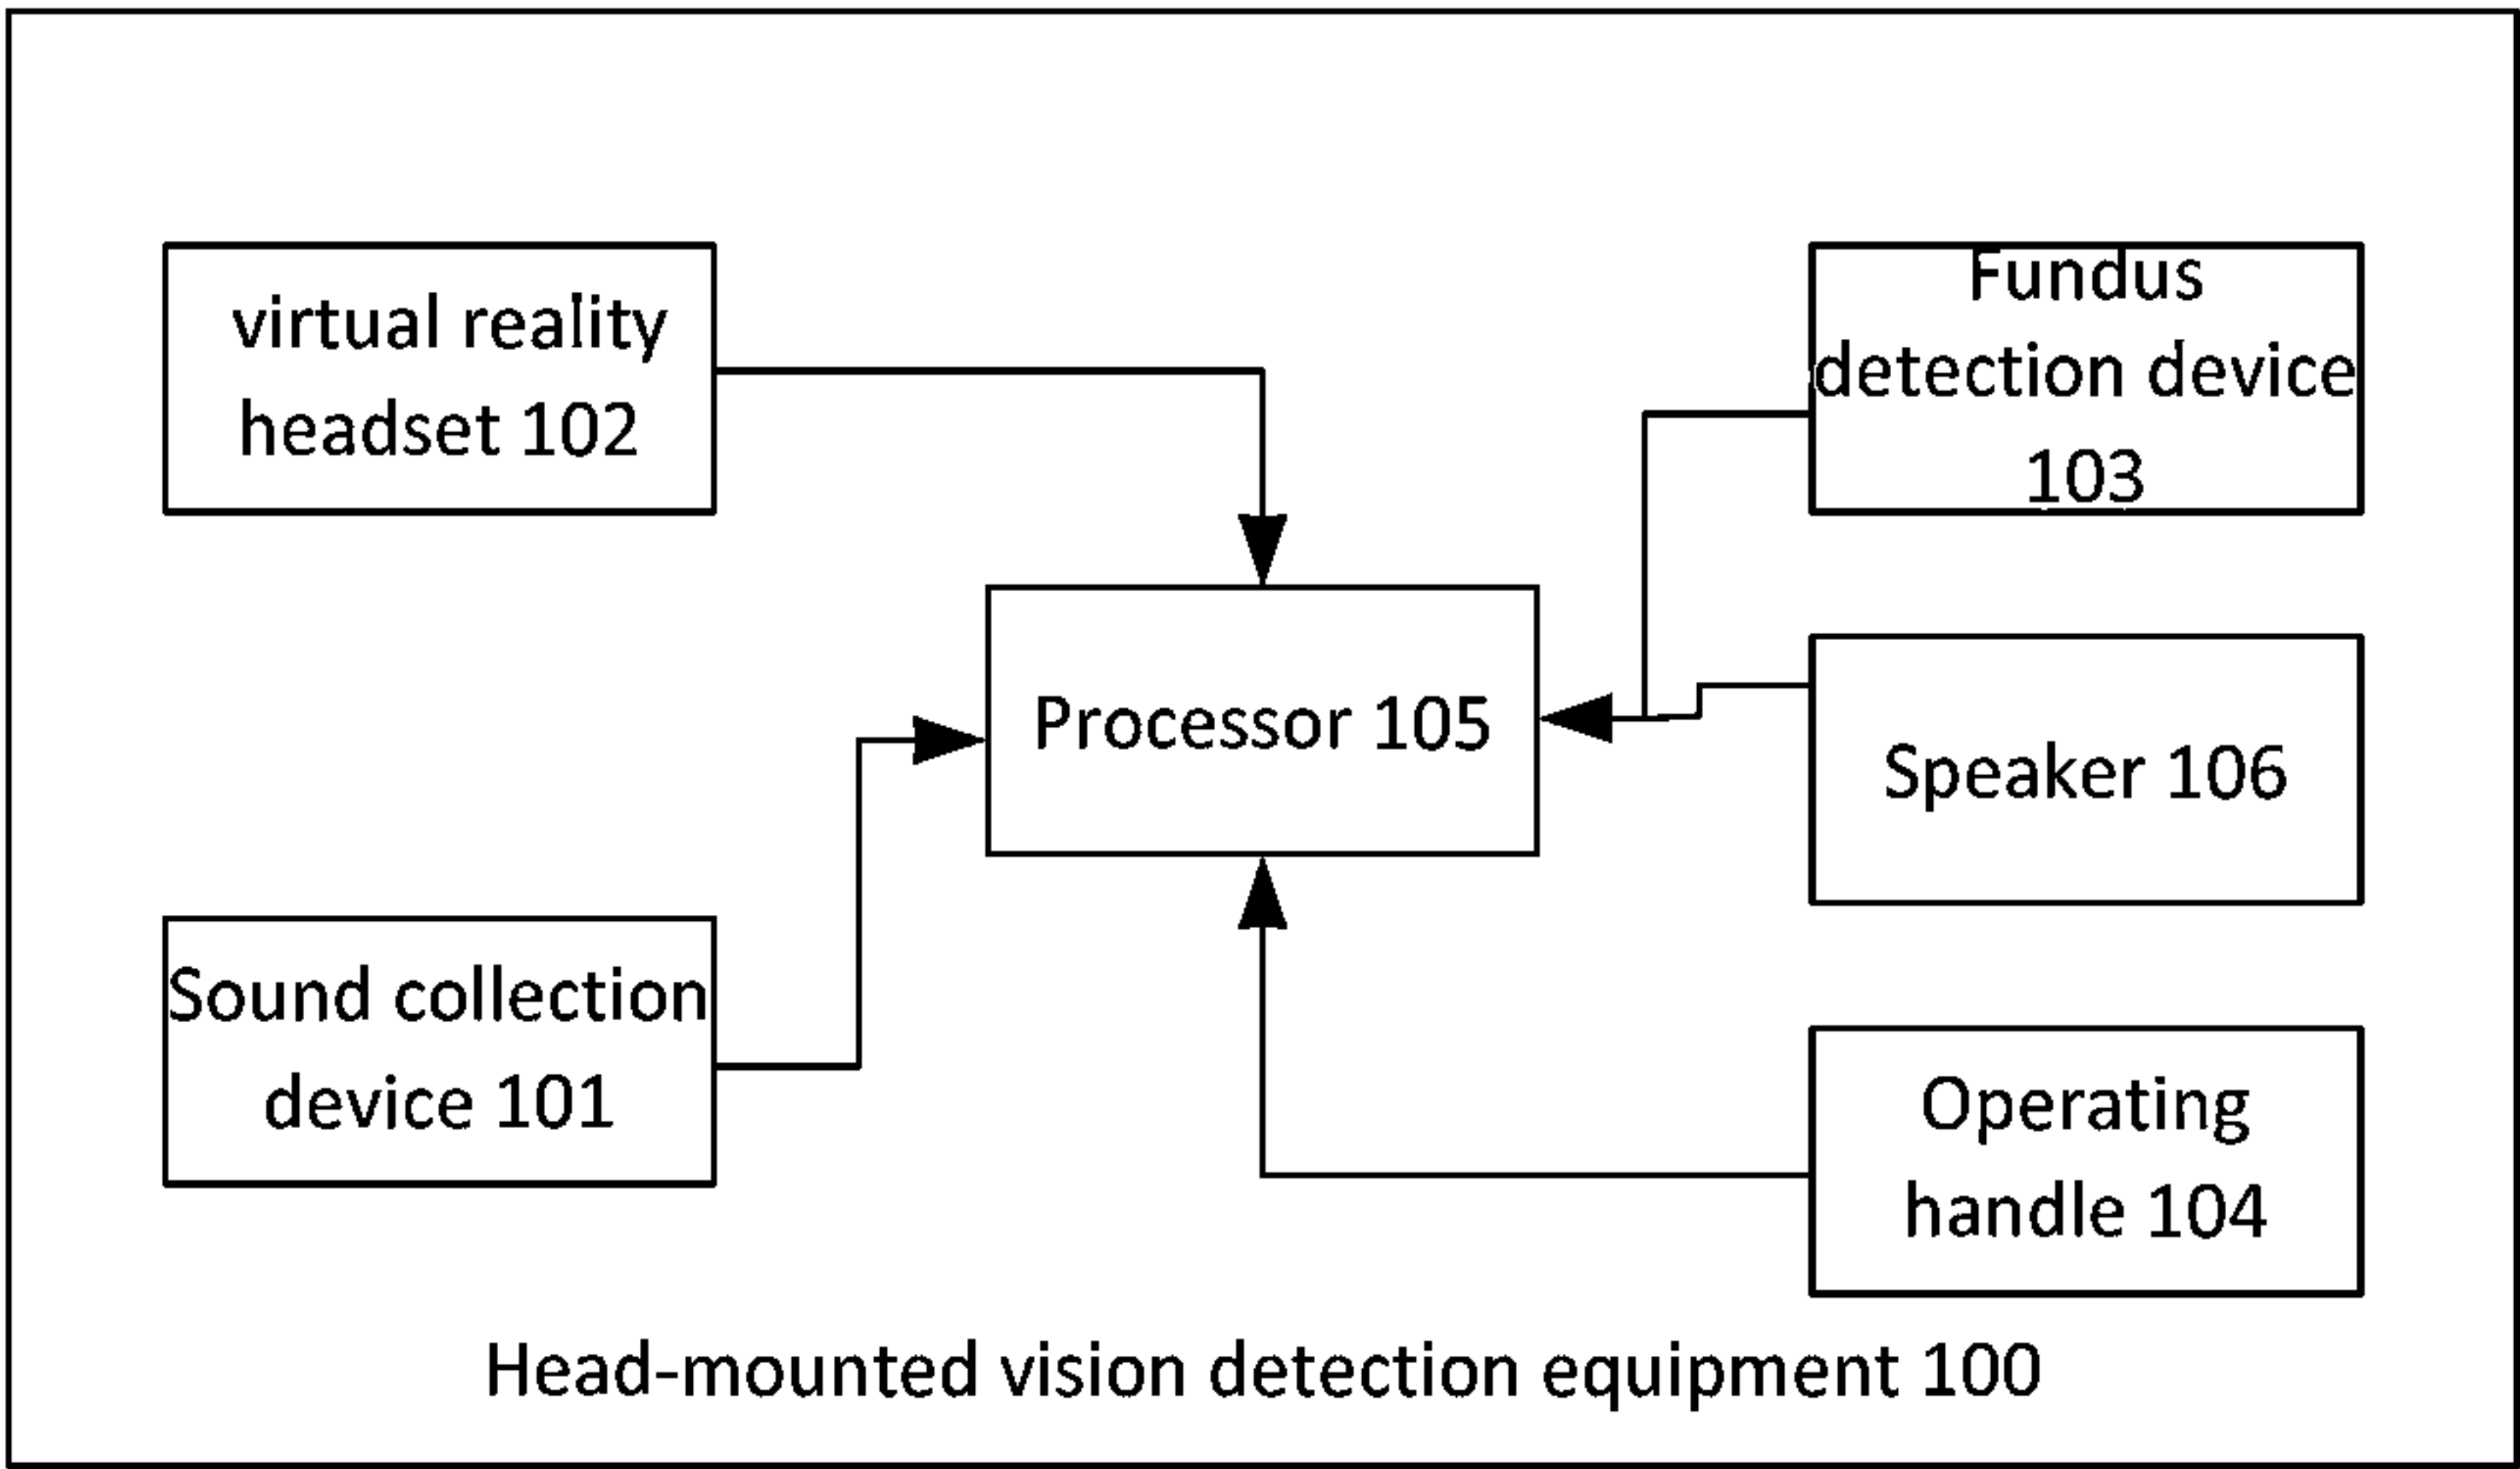 virtual reality
headset 102
Fundus
detection device
103
Processor 105
Speaker 106
Sound collection
device 101
Operating
handle 104
Head-mounted vision detection equipment 100